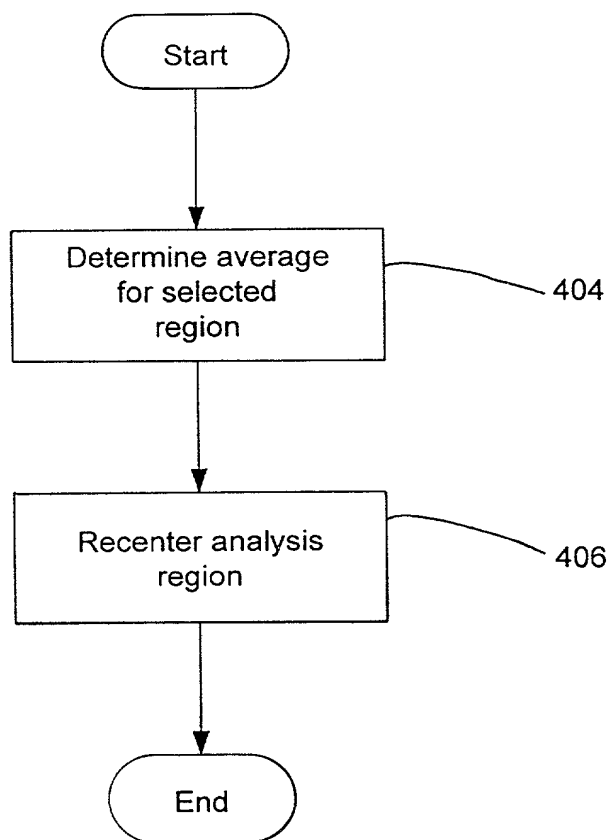 Start
Determine average
for selected
region
404
Recenter analysis
region
406
End